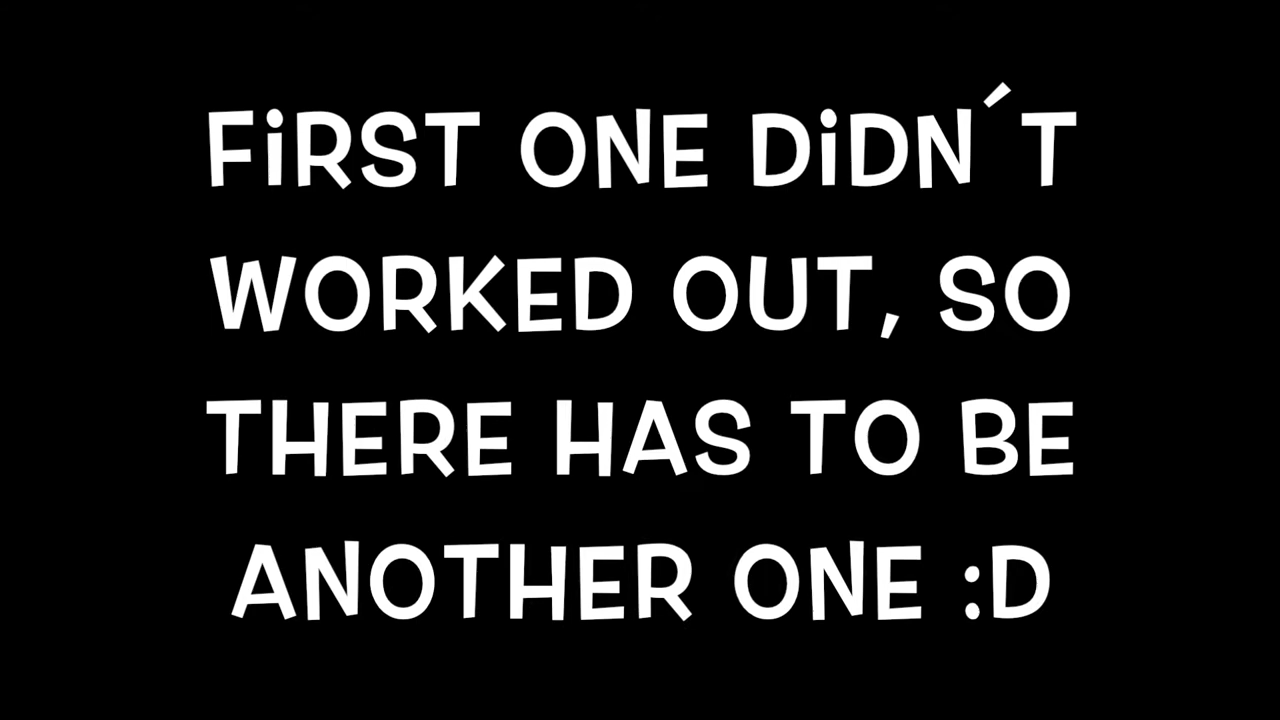 FiRST ONE DiDN´T
WORKED OUT, SO
THERE HAS TO BE
ANOTHER ONE :D